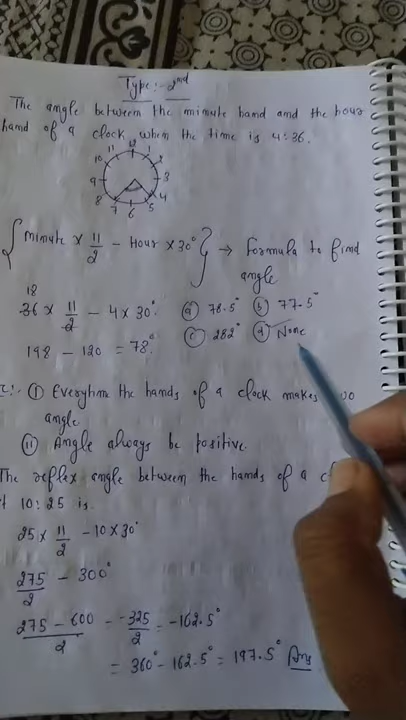 Type:- 2nd
The angle between the minute hand and the hour
hand of a clock when the time is 4:36.
12
11 1
10 2
9 3
8 4
7 6 5
{ Minute × 11/2 - Hour × 30° } → Formula to find
angle
18
36 × 11/2 - 4 × 30° (a) 78.5° (b) 77.5°
198 - 120 = 78° (c) 282° (d) None
(i) Everytime the hands of a clock makes
angle.
(ii) Angle always be positive.
The reflex angle between the hands of a
10:25 is
25 × 11/2 - 10 × 30°
275/2 - 300°
275 - 600/2 - -325/2 = -162.5°
= 360° - 162.5° = 197.5° Ans